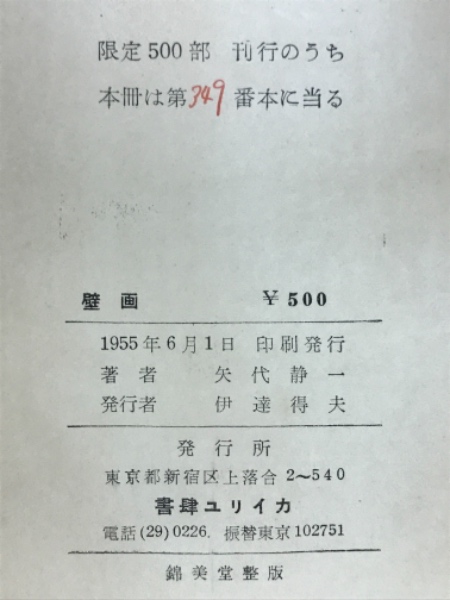 限定500部 刊行のうち
本冊は第349番本に当る
壁画 ¥500
1955年6月1日 印刷発行
著者 矢代静一
発行者 伊達得夫
発行所
東京都新宿区上落合2~540
書肆ユリイカ
電話(29)0226. 振替東京102751
錦美堂整版